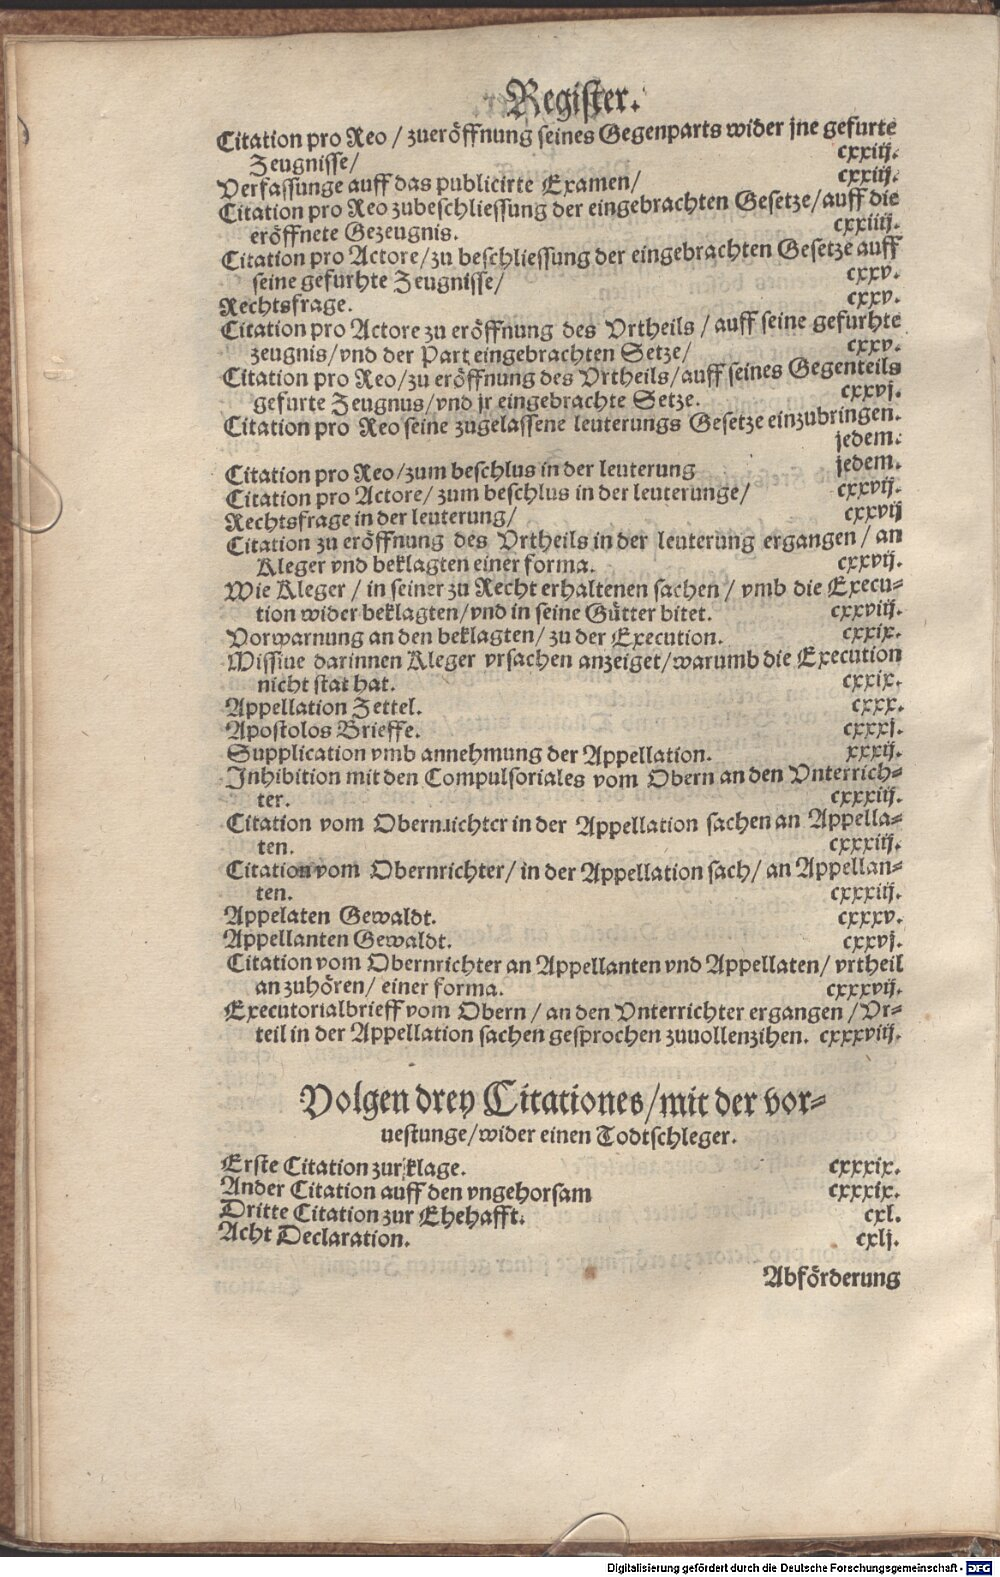 Register.
Citation pro Reo / zueröffnung seines Gegenparts wider jne gefurte
Zeugnisse/ cxxiij.
Verfassunge auff das publicirte Examen/ cxxiij.
Citation pro Reo zubeschliessung der eingebrachten Gesetze/auff die
eröffnete Gezeugnis. cxxiiij.
Citation pro Actore/zu beschliessung der eingebrachten Gesetze auff
seine gefurhte Zeugnisse/ cxxv.
Rechtsfrage. cxxv.
Citation pro Actore zu eröffnung des Vrtheils / auff seine gefurhte
zeugnis/vnd der Part eingebrachten Setze/ cxxv.
Citation pro Reo/zu eröffnung des Vrtheils/auff seines Gegenteils
gefurte Zeugnus/vnd jr eingebrachte Setze. cxxvj.
Citation pro Reo seine zugelassene leuterungs Gesetze einzubringen.
jedem.
Citation pro Reo/zum beschlus in der leuterung jedem.
Citation pro Actore/ zum beschlus in der leuterunge/ cxxvij.
Rechtsfrage in der leuterung/ cxxvij
Citation zu eröffnung des Vrtheils in der leuterung ergangen / an
Kleger vnd beklagten einer forma. cxxvij.
Wie Kleger / in seiner zu Recht erhaltenen sachen / vmb die Execu-
tion wider beklagten/vnd in seine Gütter bitet. cxxviij.
Vorwarnung an den beklagten/ zu der Execution. cxxix.
Missiue darinnen Kleger vrsachen anzeiget/warumb die Execution
nicht stat hat. cxxix.
Appellation Zettel. cxxx.
Apostolos Brieffe. cxxxj.
Supplication vmb annehmung der Appellation. xxxij.
Inhibition mit den Compulsoriales vom Obern an den Vnterrich-
ter. cxxxiij.
Citation vom Obernrichter in der Appellation sachen an Appella-
ten. cxxxiij.
Citation vom Obernrichter/ in der Appellation sach/ an Appellan-
ten. cxxxiij.
Appelaten Gewaldt. cxxxv.
Appellanten Gewaldt. cxxvj.
Citation vom Obernrichter an Appellanten vnd Appellaten/ vrtheil
an zuhören/ einer forma. cxxxvij.
Executorialbrieff vom Obern / an den Vnterrichter ergangen /Vr-
teil in der Appellation sachen gesprochen zuuollenzihen. cxxxviij.
Volgen drey Citationes/mit der vor-
uestunge/wider einen Todtschleger.
Erste Citation zur klage. cxxxix.
Ander Citation auff den vngehorsam cxxxix.
Dritte Citation zur Ehehafft. cxl.
Acht Declaration. cxlj.
Abförderung
Digitalisierung gefördert durch die Deutsche Forschungsgemeinschaft - DFG